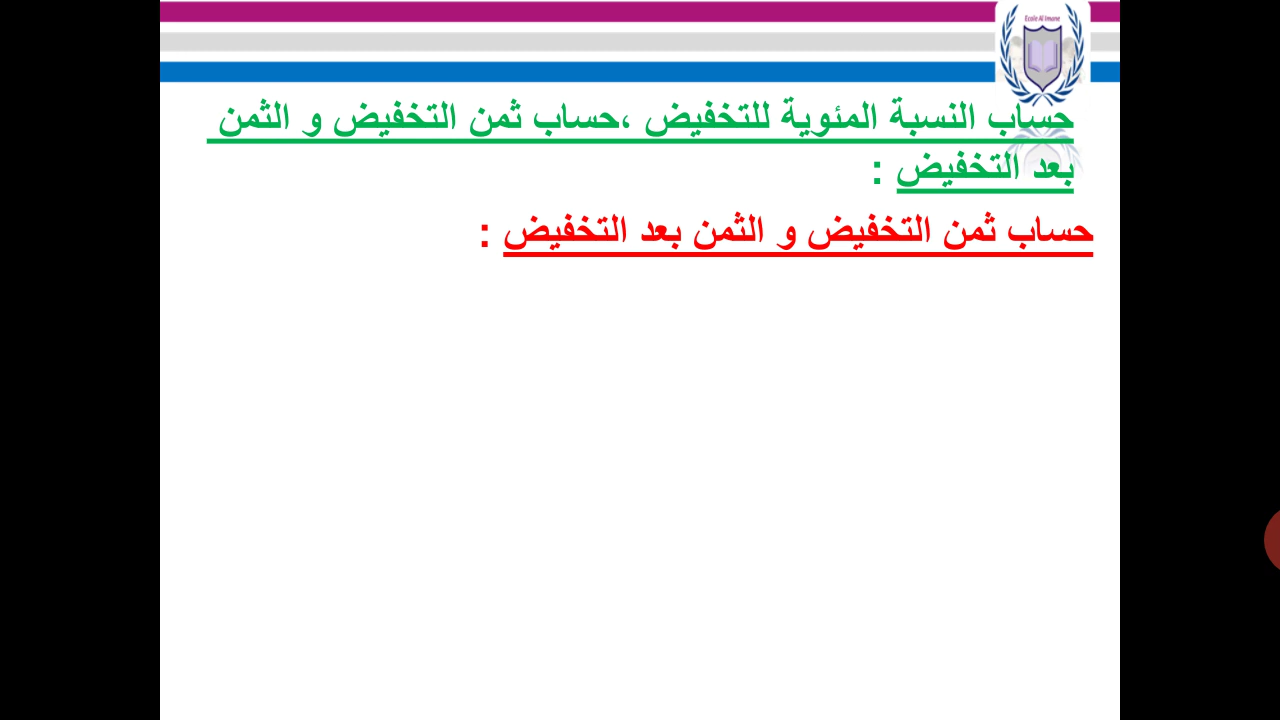 Ecole Al Imane
حساب النسبة المئوية للتخفيض ،حساب ثمن التخفيض و الثمن
بعد التخفيض :
حساب ثمن التخفيض و الثمن بعد التخفيض :